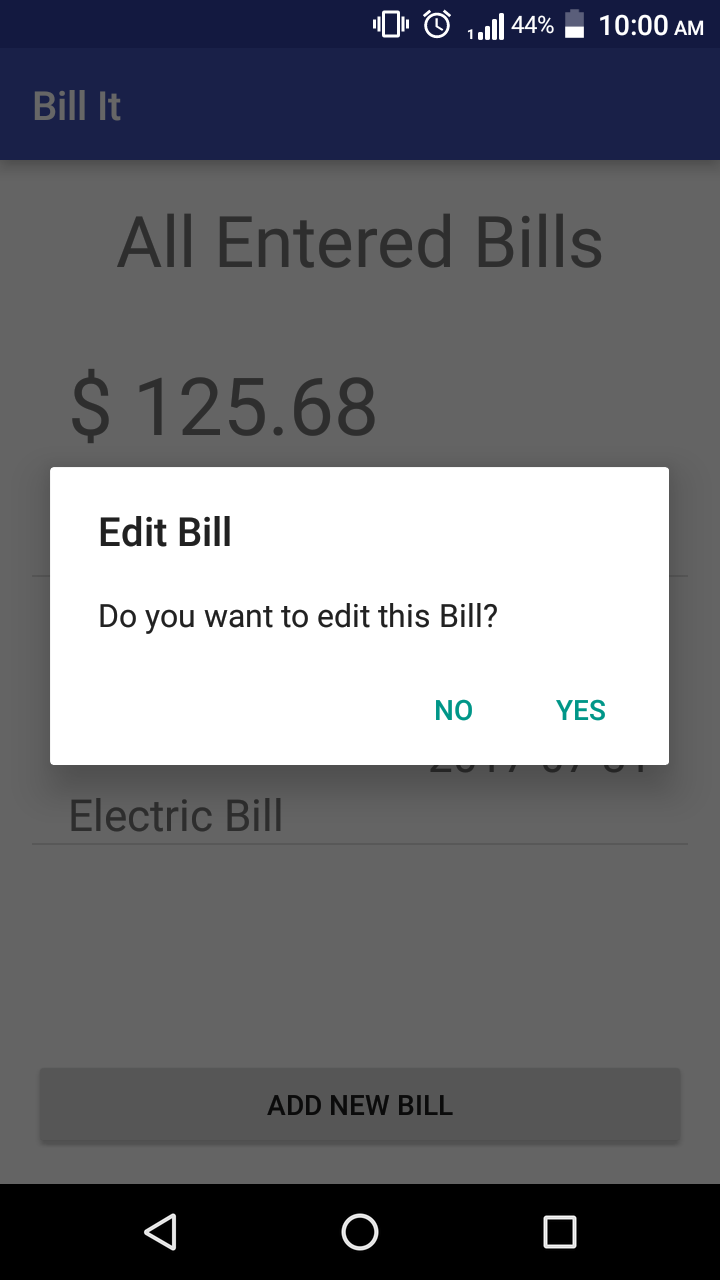 1 44% 10:00 AM
Bill It
All Entered Bills
$ 125.68
Edit Bill
Do you want to edit this Bill?
NO YES
Electric Bill
ADD NEW BILL